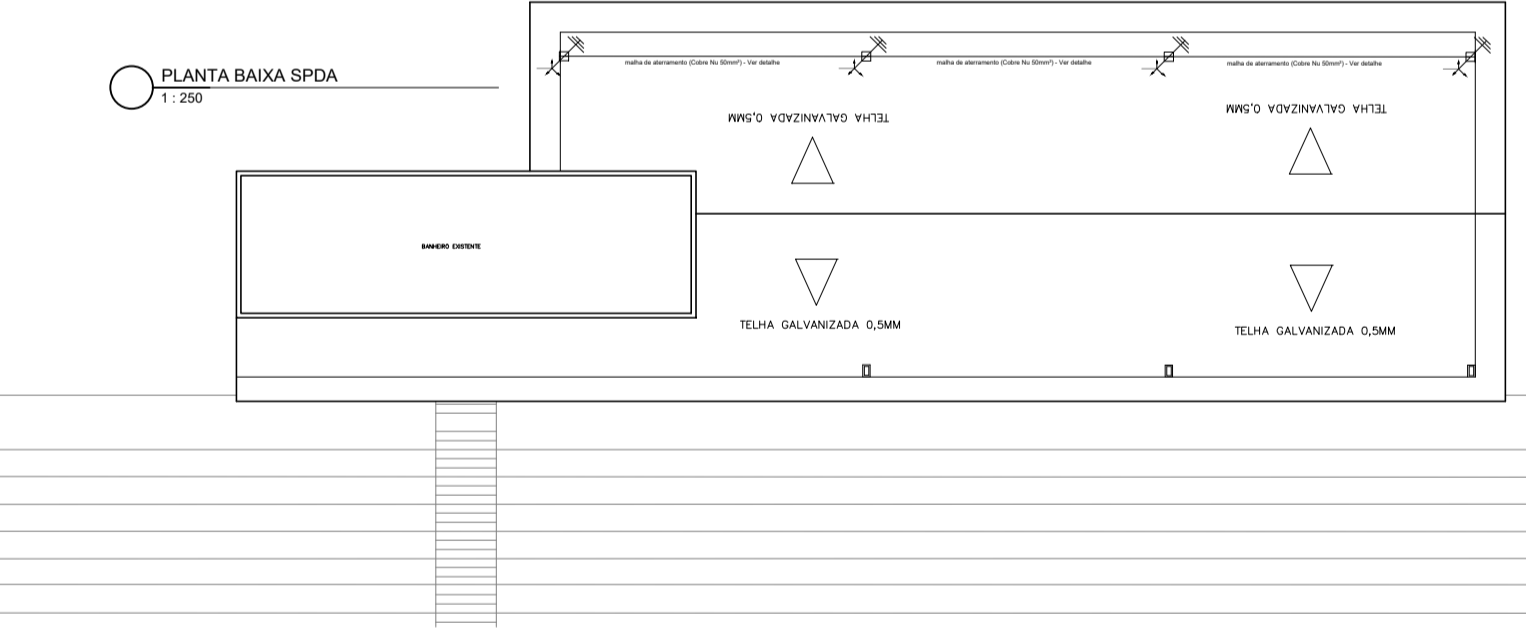 PLANTA BAIXA SPDA
1 : 250
malha de aterramento (Cobre Nu 50mm²) - Ver detalhe
malha de aterramento (Cobre Nu 50mm²) - Ver detalhe
malha de aterramento (Cobre Nu 50mm²) - Ver detalhe
TELHA GALVANIZADA 0,5MM
TELHA GALVANIZADA 0,5MM
BANHEIRO EXISTENTE
TELHA GALVANIZADA 0,5MM
TELHA GALVANIZADA 0,5MM